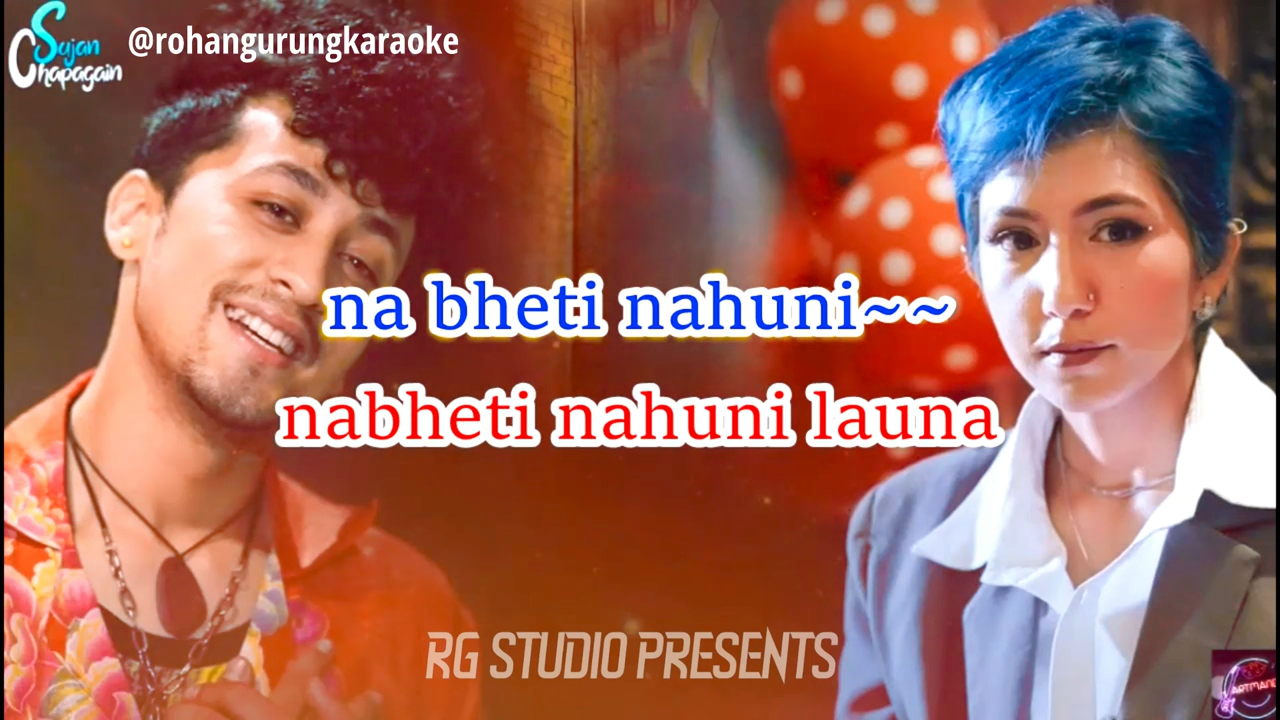 Sujan
Chapagain
@rohangurungkaraoke
na bheti nahuni~~
nabheti nahuni launa
RG STUDIO PRESENTS